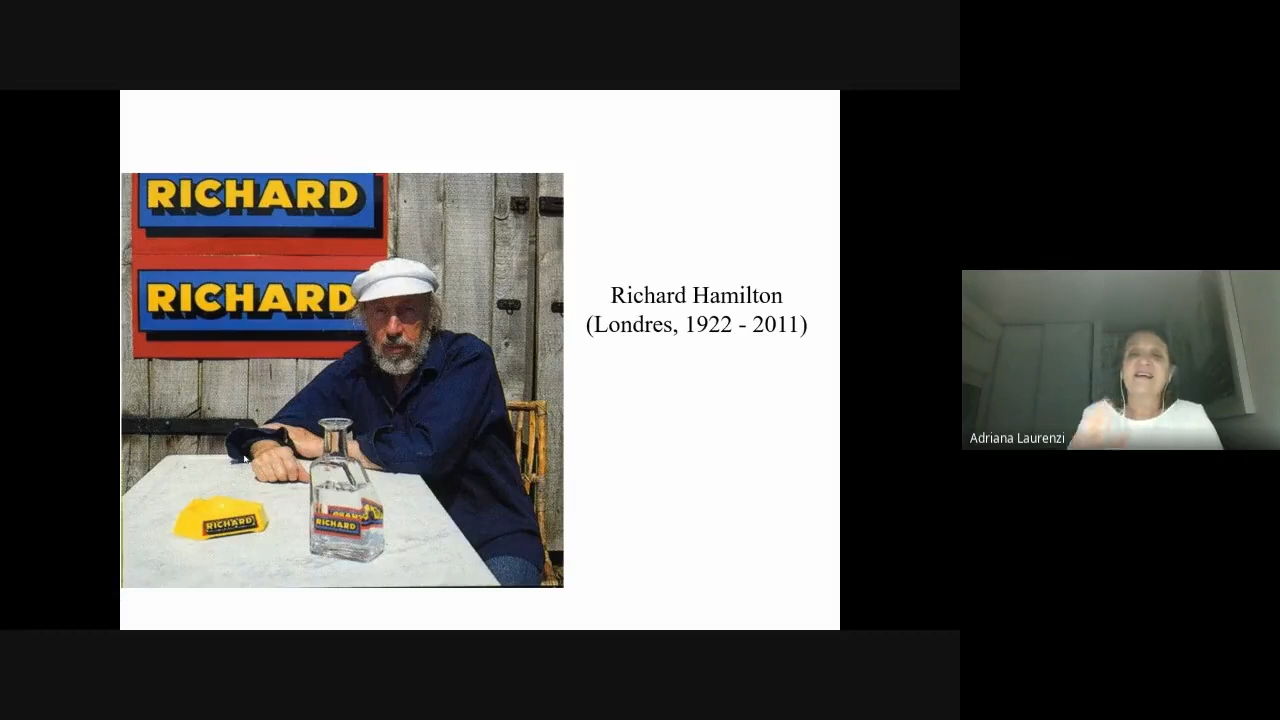 RICHARD
RICHARD
RICHARD
RICHARD
Richard Hamilton
(Londres, 1922 - 2011)
Adriana Laurenzi